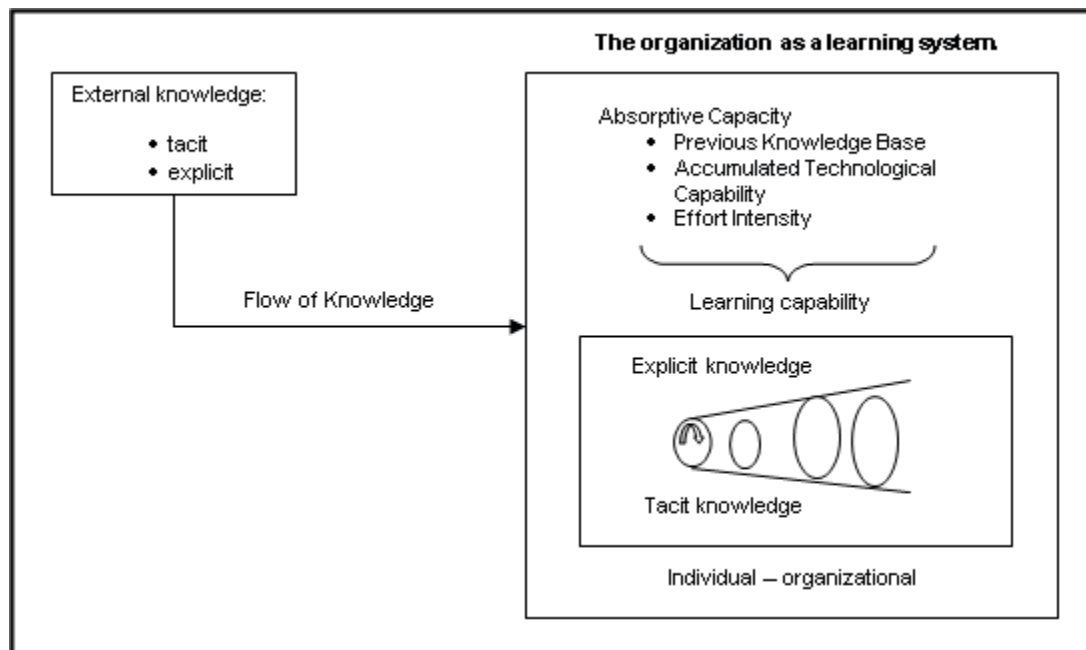 The organization as a learning system.
External knowledge:
• tacit
• explicit
Flow of Knowledge
Absorptive Capacity
• Previous Knowledge Base
• Accumulated Technological
Capability
• Effort Intensity
Learning capability
Explicit knowledge
Tacit knowledge
Individual – organizational